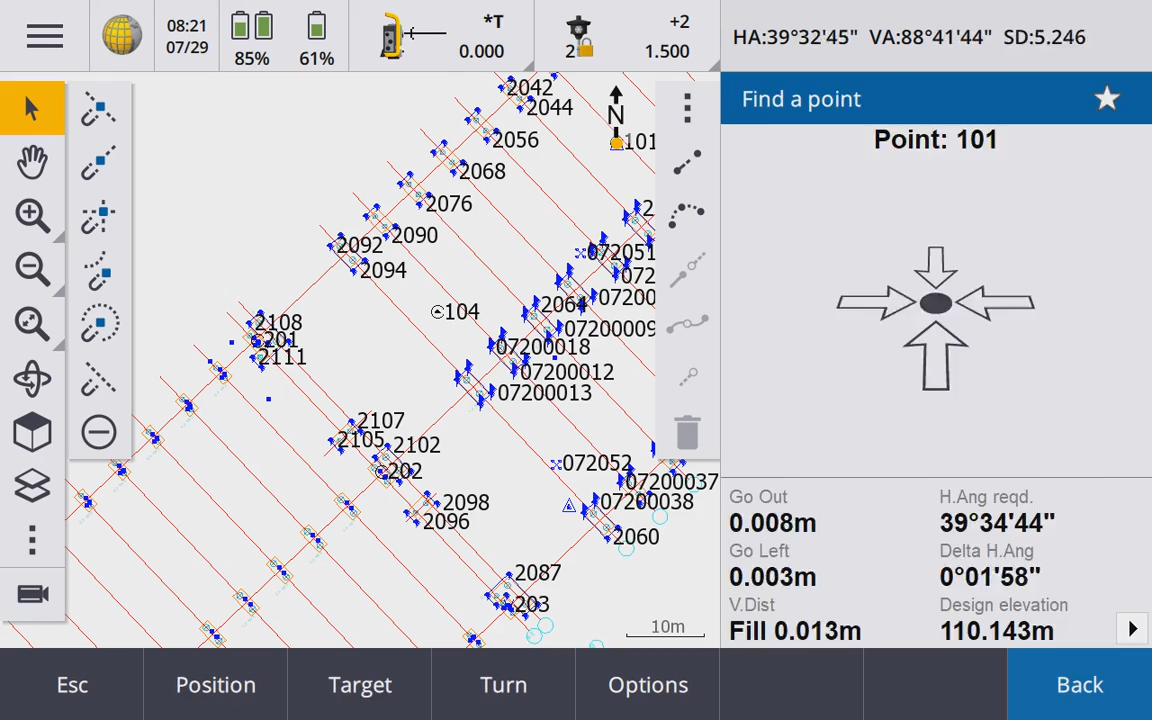 08:21
07/29
85%
61%
*T
0.000
2
+2
1.500
HA:39°32'45" VA:88°41'44" SD:5.246
Find a point
Point: 101
2042
2044
N
101
2056
2068
2076
2090
2092
2094
072051
104
2064
07200009
2108
201
2111
07200018
07200012
07200013
2107
2105
2102
202
072052
07200037
07200038
2098
2096
2060
2087
203
10m
Go Out
0.008m
H.Ang reqd.
39°34'44"
Go Left
0.003m
Delta H.Ang
0°01'58"
V.Dist
Fill 0.013m
Design elevation
110.143m
Esc
Position
Target
Turn
Options
Back